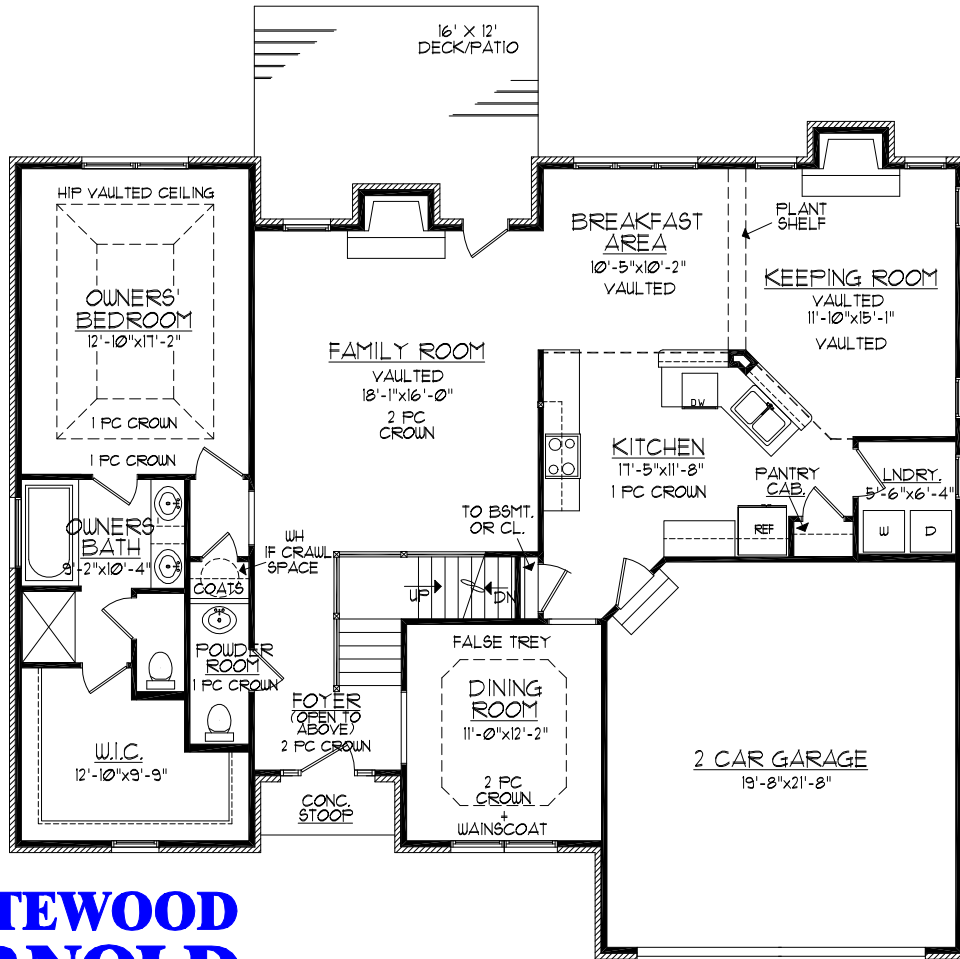 16' X 12'
DECK/PATIO
HIP VAULTED CEILING
OWNERS'
BEDROOM
12'-10"x17'-2"
1 PC CROWN
1 PC CROWN
FAMILY ROOM
VAULTED
18'-1"x16'-0"
2 PC
CROWN
BREAKFAST
AREA
10'-5"x10'-2"
VAULTED
PLANT
SHELF
KEEPING ROOM
VAULTED
11'-10"x15'-1"
VAULTED
DW
KITCHEN
17'-5"x11'-8"
1 PC CROWN
PANTRY
CAB.
LNDRY.
5'-6"x6'-4"
W
D
REF
TO BSMT.
OR CL.
OWNERS'
BATH
9'-2"x10'-4"
WH
IF CRAWL
SPACE
COATS
UP
DN
POWDER
ROOM
1 PC CROWN
FOYER
(OPEN TO
ABOVE)
2 PC CROWN
FALSE TREY
DINING
ROOM
11'-0"x12'-2"
2 PC
CROWN
+
WAINSCOAT
W.I.C.
12'-10"x9'-9"
CONC.
STOOP
2 CAR GARAGE
19'-8"x21'-8"
TEWOOD
RNOLD